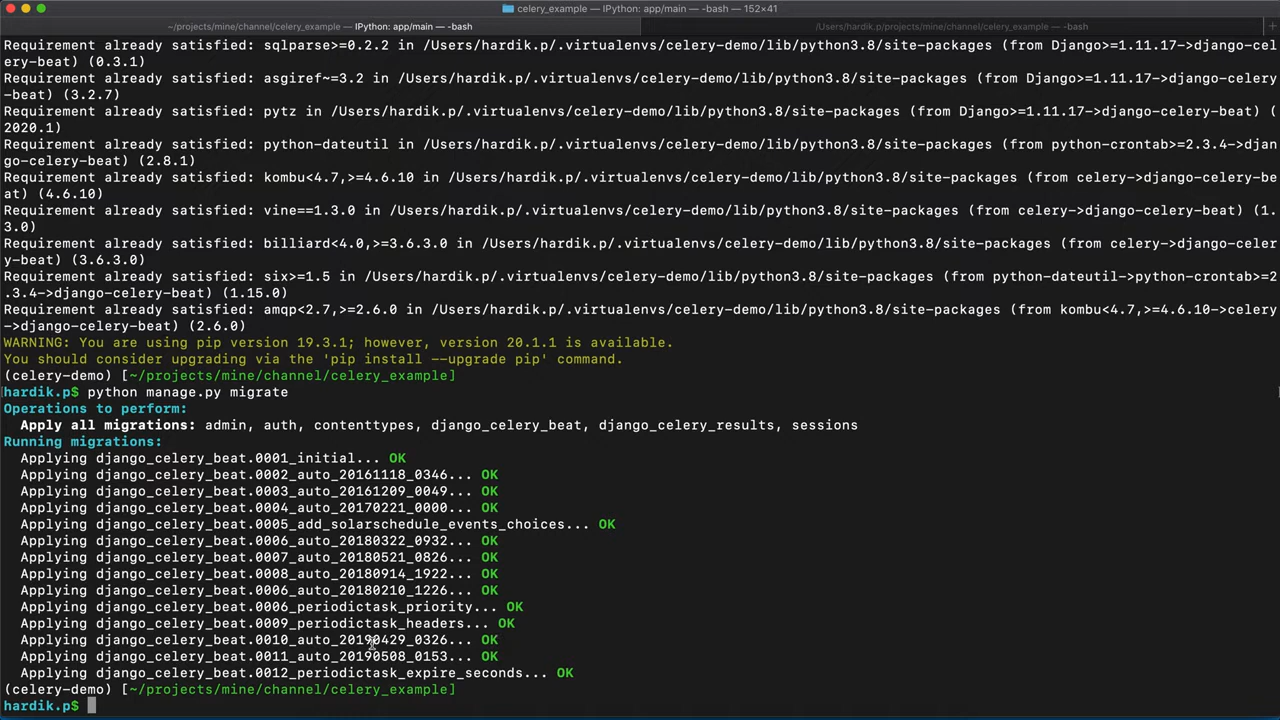 celery_example — IPython: app/main — -bash — 152×41
~/projects/mine/channel/celery_example — IPython: app/main — -bash
/Users/hardik.p/projects/mine/channel/celery_example — -bash
Requirement already satisfied: sqlparse>=0.2.2 in /Users/hardik.p/.virtualenvs/celery-demo/lib/python3.8/site-packages (from Django>=1.11.17->django-cel
ery-beat) (0.3.1)
Requirement already satisfied: asgiref~=3.2 in /Users/hardik.p/.virtualenvs/celery-demo/lib/python3.8/site-packages (from Django>=1.11.17->django-celery
-beat) (3.2.7)
Requirement already satisfied: pytz in /Users/hardik.p/.virtualenvs/celery-demo/lib/python3.8/site-packages (from Django>=1.11.17->django-celery-beat) (
2020.1)
Requirement already satisfied: python-dateutil in /Users/hardik.p/.virtualenvs/celery-demo/lib/python3.8/site-packages (from python-crontab>=2.3.4->djan
go-celery-beat) (2.8.1)
Requirement already satisfied: kombu<4.7,>=4.6.10 in /Users/hardik.p/.virtualenvs/celery-demo/lib/python3.8/site-packages (from celery->django-celery-be
at) (4.6.10)
Requirement already satisfied: vine==1.3.0 in /Users/hardik.p/.virtualenvs/celery-demo/lib/python3.8/site-packages (from celery->django-celery-beat) (1.
3.0)
Requirement already satisfied: billiard<4.0,>=3.6.3.0 in /Users/hardik.p/.virtualenvs/celery-demo/lib/python3.8/site-packages (from celery->django-celer
y-beat) (3.6.3.0)
Requirement already satisfied: six>=1.5 in /Users/hardik.p/.virtualenvs/celery-demo/lib/python3.8/site-packages (from python-dateutil->python-crontab>=2
.3.4->django-celery-beat) (1.15.0)
Requirement already satisfied: amqp<2.7,>=2.6.0 in /Users/hardik.p/.virtualenvs/celery-demo/lib/python3.8/site-packages (from kombu<4.7,>=4.6.10->celery
->django-celery-beat) (2.6.0)
WARNING: You are using pip version 19.3.1; however, version 20.1.1 is available.
You should consider upgrading via the 'pip install --upgrade pip' command.
(celery-demo) [~/projects/mine/channel/celery_example]
hardik.p$ python manage.py migrate
Operations to perform:
Apply all migrations: admin, auth, contenttypes, django_celery_beat, django_celery_results, sessions
Running migrations:
Applying django_celery_beat.0001_initial... OK
Applying django_celery_beat.0002_auto_20161118_0346... OK
Applying django_celery_beat.0003_auto_20161209_0049... OK
Applying django_celery_beat.0004_auto_20170221_0000... OK
Applying django_celery_beat.0005_add_solarschedule_events_choices... OK
Applying django_celery_beat.0006_auto_20180322_0932... OK
Applying django_celery_beat.0007_auto_20180521_0826... OK
Applying django_celery_beat.0008_auto_20180914_1922... OK
Applying django_celery_beat.0006_auto_20180210_1226... OK
Applying django_celery_beat.0006_periodictask_priority... OK
Applying django_celery_beat.0009_periodictask_headers... OK
Applying django_celery_beat.0010_auto_20190429_0326... OK
Applying django_celery_beat.0011_auto_20190508_0153... OK
Applying django_celery_beat.0012_periodictask_expire_seconds... OK
(celery-demo) [~/projects/mine/channel/celery_example]
hardik.p$